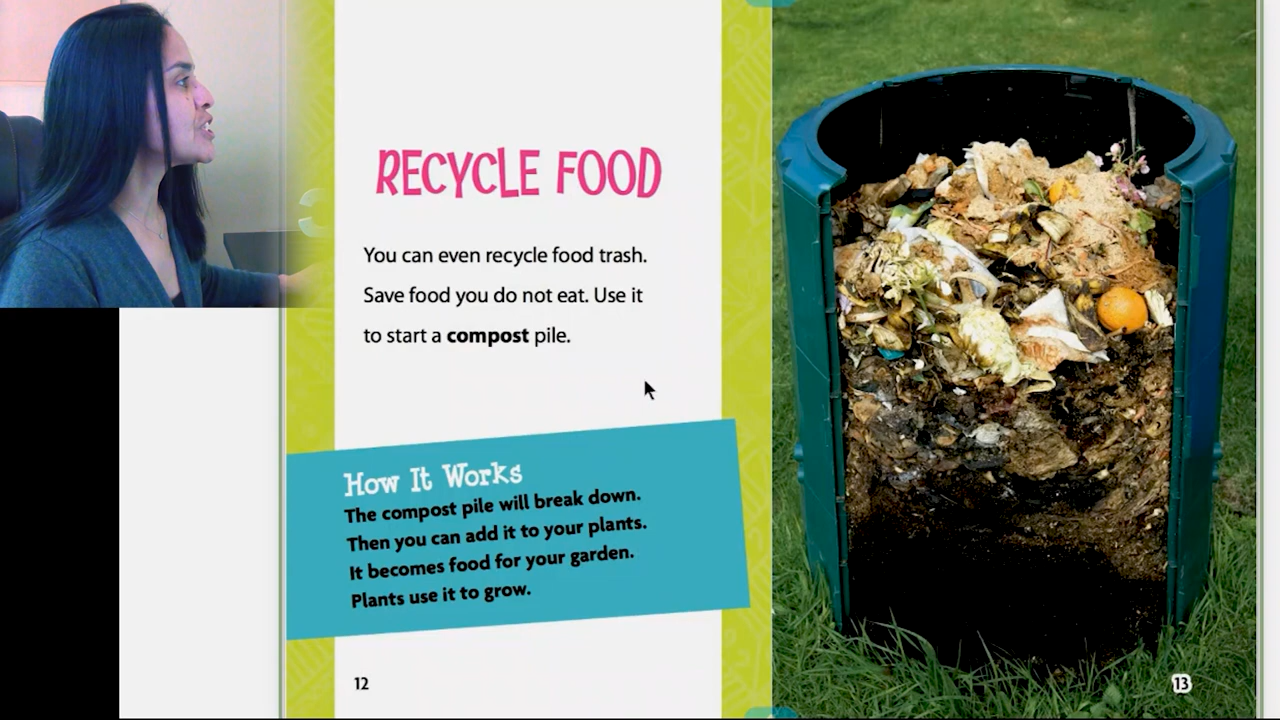 RECYCLE FOOD
You can even recycle food trash.
Save food you do not eat. Use it
to start a compost pile.
How It Works
The compost pile will break down.
Then you can add it to your plants.
It becomes food for your garden.
Plants use it to grow.
12
13